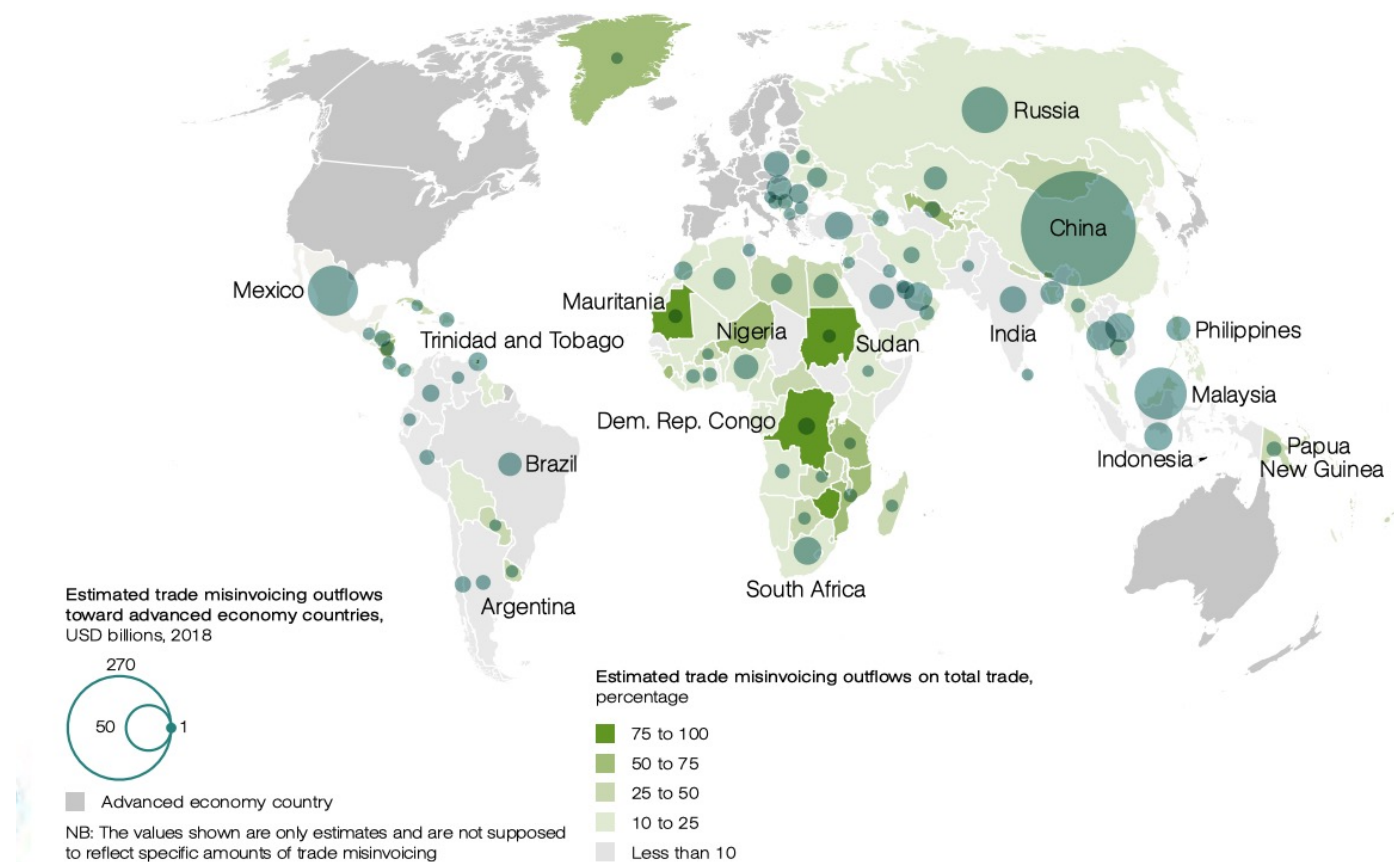 Russia
China
Mexico
Mauritania
Trinidad and Tobago
Nigeria
Sudan
India
Philippines
Malaysia
Dem. Rep. Congo
Brazil
Indonesia
Papua
New Guinea
South Africa
Argentina
Estimated trade misinvoicing outflows
toward advanced economy countries,
USD billions, 2018
270
50
1
Advanced economy country
NB: The values shown are only estimates and are not supposed
to reflect specific amounts of trade misinvoicing
Estimated trade misinvoicing outflows on total trade,
percentage
75 to 100
50 to 75
25 to 50
10 to 25
Less than 10